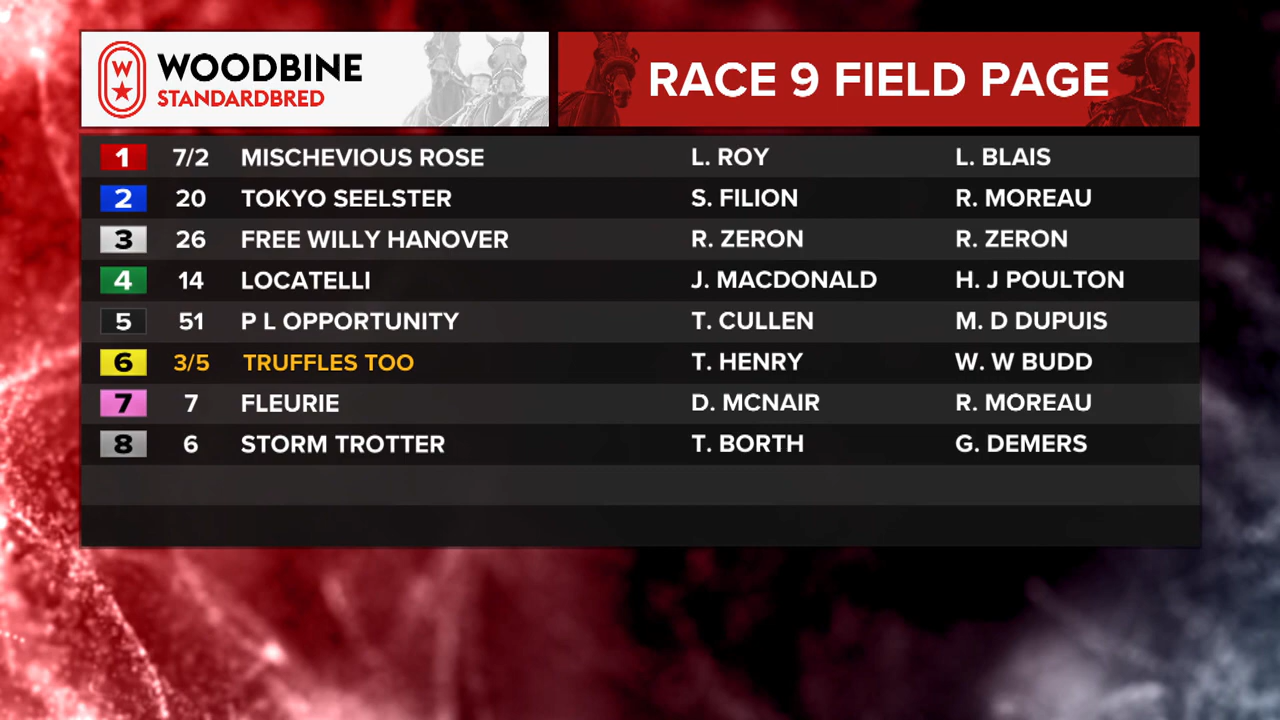 W
WOODBINE
STANDARDBRED
RACE 9 FIELD PAGE
1 7/2 MISCHEVIOUS ROSE L. ROY L. BLAIS
2 20 TOKYO SEELSTER S. FILION R. MOREAU
3 26 FREE WILLY HANOVER R. ZERON R. ZERON
4 14 LOCATELLI J. MACDONALD H. J POULTON
5 51 P L OPPORTUNITY T. CULLEN M. D DUPUIS
6 3/5 TRUFFLES TOO T. HENRY W. W BUDD
7 7 FLEURIE D. MCNAIR R. MOREAU
8 6 STORM TROTTER T. BORTH G. DEMERS